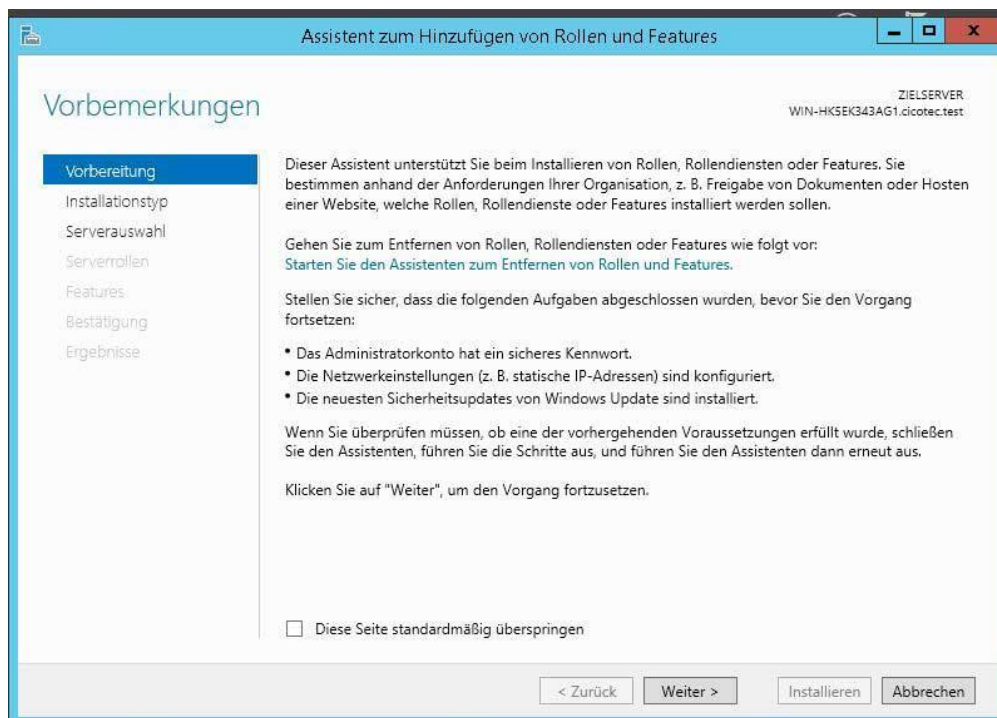 Assistent zum Hinzufügen von Rollen und Features
Vorbemerkungen
ZIELSERVER
WIN-HK5EK343AG1.cicotec.test
Vorbereitung
Installationstyp
Serverauswahl
Serverrollen
Features
Bestätigung
Ergebnisse
Dieser Assistent unterstützt Sie beim Installieren von Rollen, Rollendiensten oder Features. Sie
bestimmen anhand der Anforderungen Ihrer Organisation, z. B. Freigabe von Dokumenten oder Hosten
einer Website, welche Rollen, Rollendienste oder Features installiert werden sollen.
Gehen Sie zum Entfernen von Rollen, Rollendiensten oder Features wie folgt vor:
Starten Sie den Assistenten zum Entfernen von Rollen und Features.
Stellen Sie sicher, dass die folgenden Aufgaben abgeschlossen wurden, bevor Sie den Vorgang
fortsetzen:
• Das Administratorkonto hat ein sicheres Kennwort.
• Die Netzwerkeinstellungen (z. B. statische IP-Adressen) sind konfiguriert.
• Die neuesten Sicherheitsupdates von Windows Update sind installiert.
Wenn Sie überprüfen müssen, ob eine der vorhergehenden Voraussetzungen erfüllt wurde, schließen
Sie den Assistenten, führen Sie die Schritte aus, und führen Sie den Assistenten dann erneut aus.
Klicken Sie auf "Weiter", um den Vorgang fortzusetzen.
Diese Seite standardmäßig überspringen
< Zurück
Weiter >
Installieren
Abbrechen